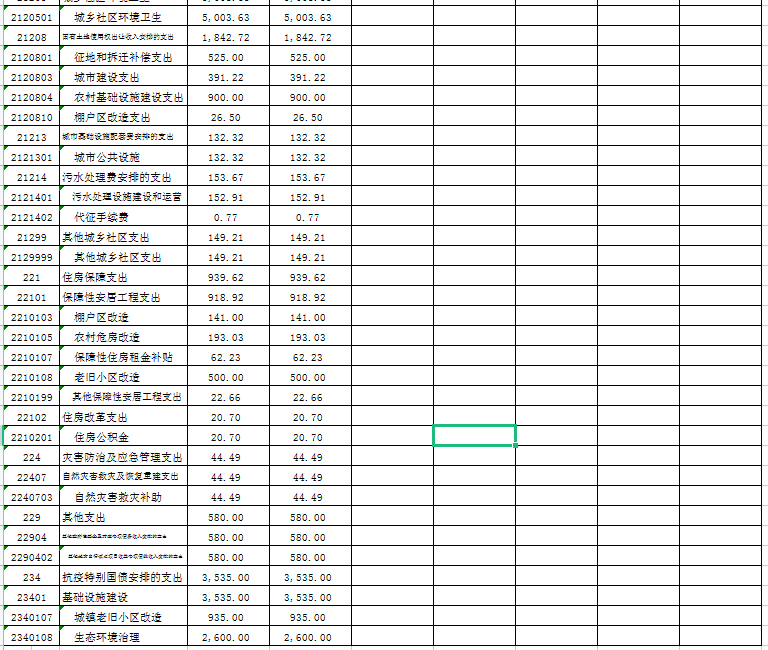 2120501 城乡社区环境卫生 5,003.63 5,003.63
21208 国有土地使用权出让收入安排的支出 1,842.72 1,842.72
2120801 征地和拆迁补偿支出 525.00 525.00
2120803 城市建设支出 391.22 391.22
2120804 农村基础设施建设支出 900.00 900.00
2120810 棚户区改造支出 26.50 26.50
21213 城市基础设施配套费安排的支出 132.32 132.32
2121301 城市公共设施 132.32 132.32
21214 污水处理费安排的支出 153.67 153.67
2121401 污水处理设施建设和运营 152.91 152.91
2121402 代征手续费 0.77 0.77
21299 其他城乡社区支出 149.21 149.21
2129999 其他城乡社区支出 149.21 149.21
221 住房保障支出 939.62 939.62
22101 保障性安居工程支出 918.92 918.92
2210103 棚户区改造 141.00 141.00
2210105 农村危房改造 193.03 193.03
2210107 保障性住房租金补贴 62.23 62.23
2210108 老旧小区改造 500.00 500.00
2210199 其他保障性安居工程支出 22.66 22.66
22102 住房改革支出 20.70 20.70
2210201 住房公积金 20.70 20.70
224 灾害防治及应急管理支出 44.49 44.49
22407 自然灾害救灾及恢复重建支出 44.49 44.49
2240703 自然灾害救灾补助 44.49 44.49
229 其他支出 580.00 580.00
22904 580.00 580.00
2290402 580.00 580.00
234 抗疫特别国债安排的支出 3,535.00 3,535.00
23401 基础设施建设 3,535.00 3,535.00
2340107 城镇老旧小区改造 935.00 935.00
2340108 生态环境治理 2,600.00 2,600.00